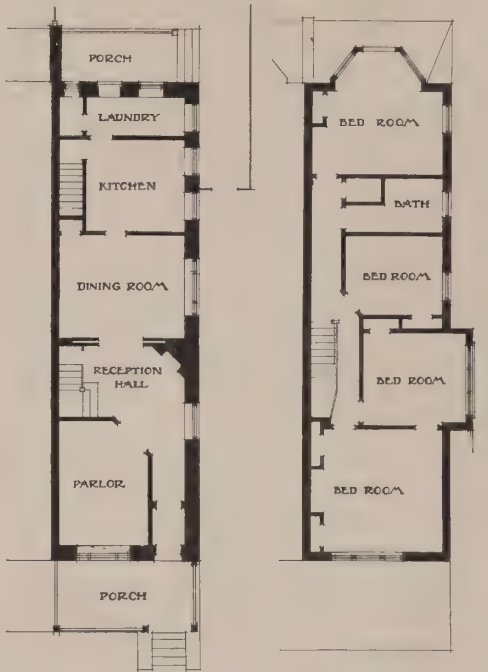 PORCH
LAUNDRY
KITCHEN
DINING ROOM
RECEPTION
HALL
PARLOR
PORCH
BED ROOM
BATH
BED ROOM
BED ROOM
BED ROOM